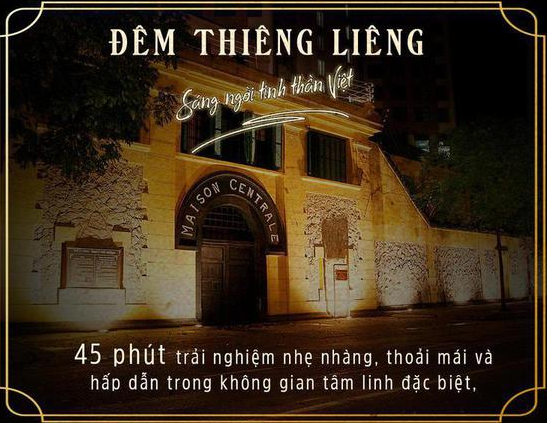 ĐÊM THIÊNG LIÊNG
Sáng ngời tinh thần Việt
MAISON CENTRALE
45 phút trải nghiệm nhẹ nhàng, thoải mái và
hấp dẫn trong không gian tâm linh đặc biệt,